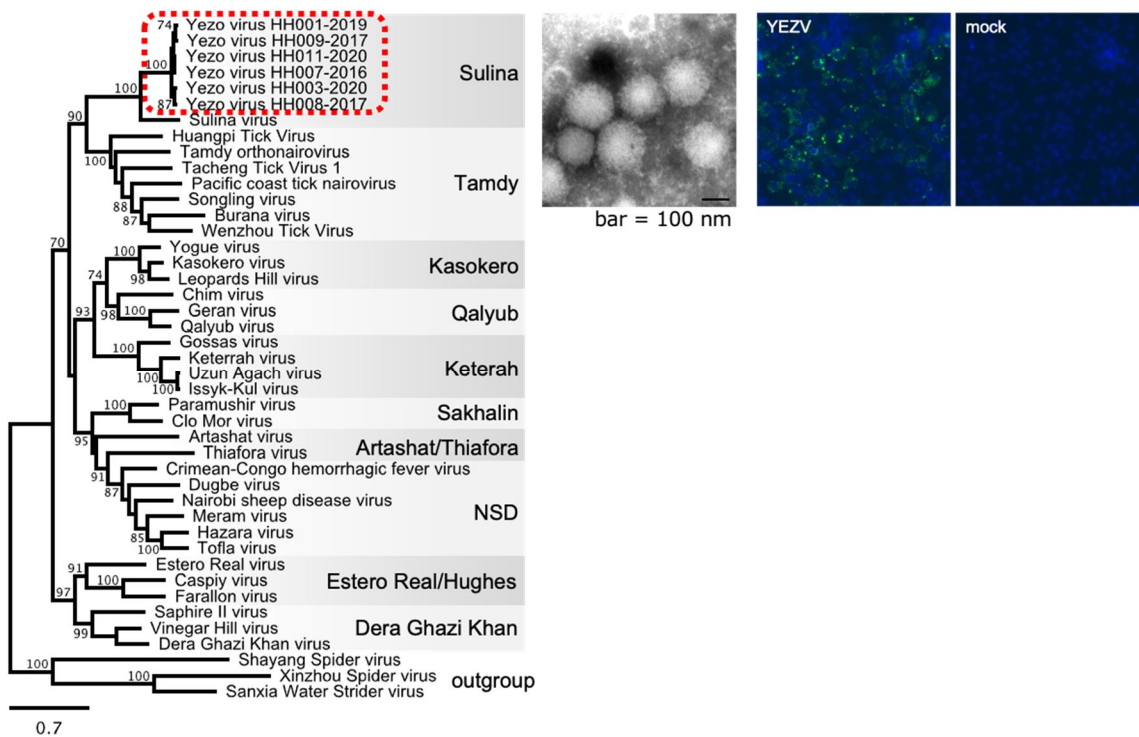 74
Yezo virus HH001-2019
Yezo virus HH009-2017
Yezo virus HH011-2020
100
Yezo virus HH007-2016
Yezo virus HH003-2020
87
Yezo virus HH008-2017
100
Sulina virus
Sulina
90
Huangpi Tick Virus
Tamdy orthonairovirus
100
Tacheng Tick Virus 1
Pacific coast tick nairovirus
88
Songling virus
87
Burana virus
Wenzhou Tick Virus
Tamdy
70
Yogue virus
100
Kasokero virus
98
Leopards Hill virus
Kasokero
74
Chim virus
98
100
Geran virus
Qalyub virus
Qalyub
93
Gossas virus
100
Keterrah virus
100
Uzun Agach virus
100
Issyk-Kul virus
Keterah
100
Paramushir virus
Clo Mor virus
Sakhalin
95
Artashat virus
Thiafora virus
Artashat/Thiafora
91
Crimean-Congo hemorrhagic fever virus
87
Dugbe virus
Nairobi sheep disease virus
Meram virus
85
Hazara virus
100
Tofla virus
NSD
91
Estero Real virus
100
Caspiy virus
Farallon virus
Estero Real/Hughes
97
Saphire II virus
99
Vinegar Hill virus
Dera Ghazi Khan virus
Dera Ghazi Khan
100
Shayang Spider virus
100
Xinzhou Spider virus
Sanxia Water Strider virus
outgroup
0.7
bar = 100 nm
YEZV
mock